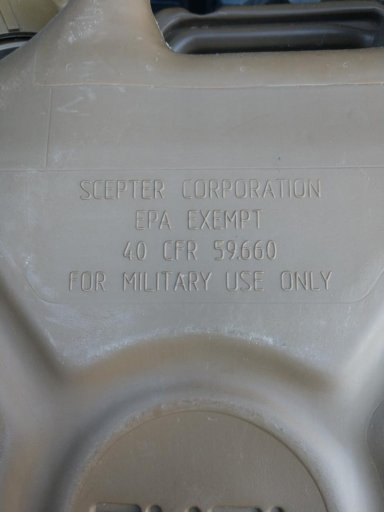 SCEPTER CORPORATION
EPA EXEMPT
40 CFR 59.660
FOR MILITARY USE ONLY